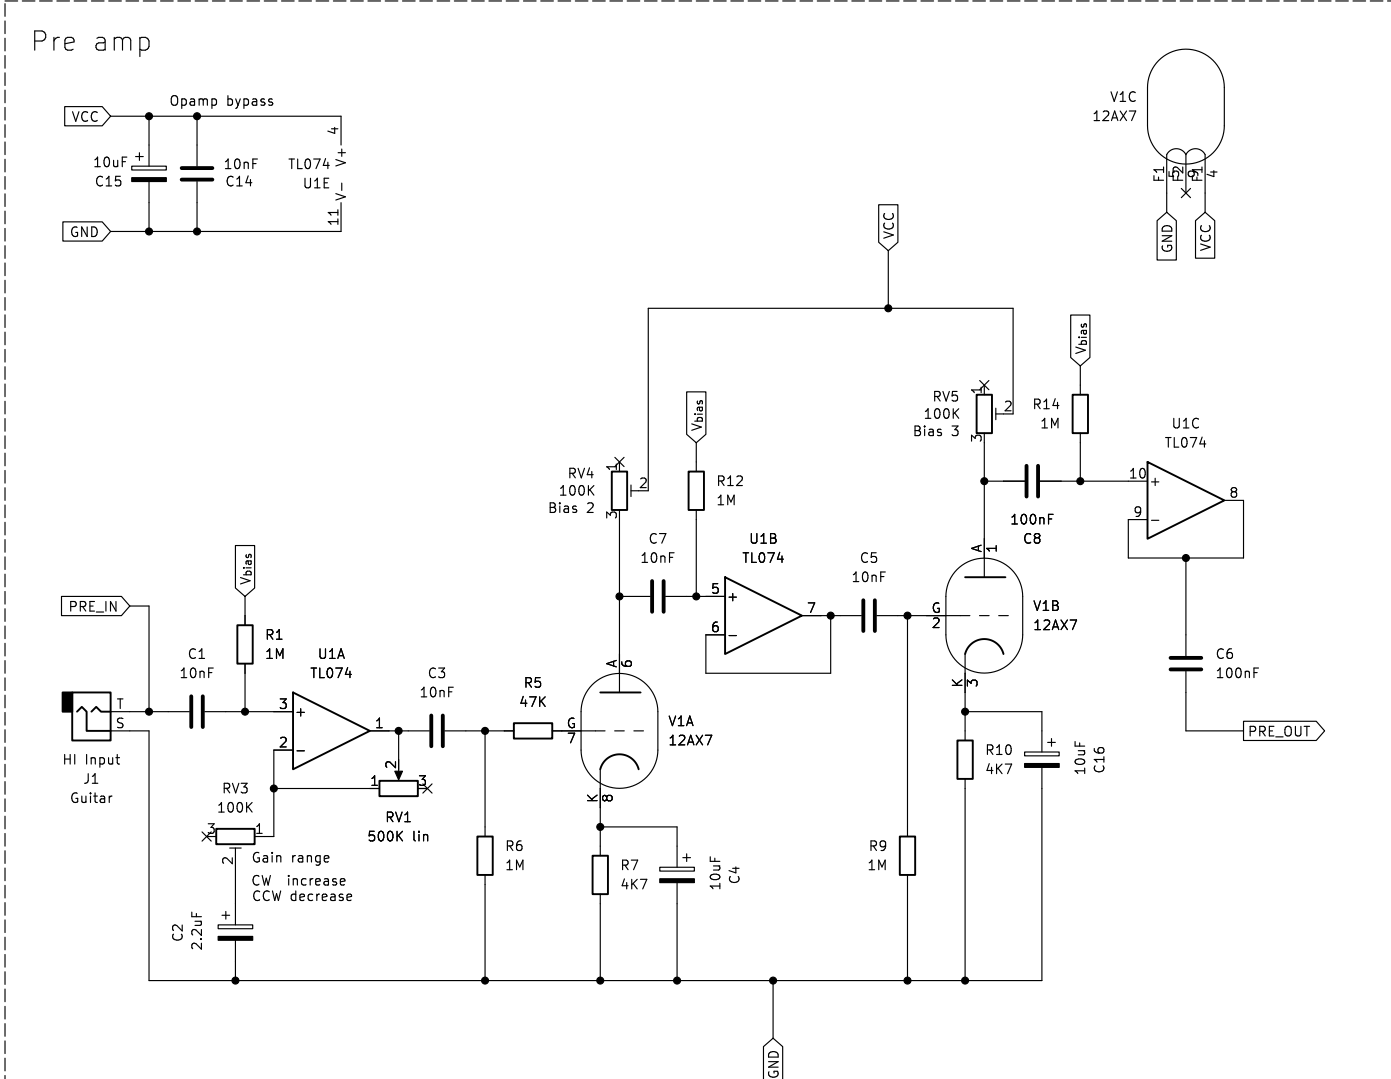 Pre amp
Opamp bypass
VCC
10uF
C15
+
10nF
C14
4
TL074
U1E
V+
V-
11
GND
V1C
12AX7
F1
5
F2
9
F1
4
GND
VCC
VCC
Vbias
RV5
100K
Bias 3
1
2
3
R14
1M
U1C
TL074
10
+
9
-
8
100nF
C8
Vbias
RV4
100K
Bias 2
1
2
3
R12
1M
C7
10nF
U1B
TL074
5
+
6
-
7
C5
10nF
A
1
G
2
K
3
V1B
12AX7
C6
100nF
PRE_OUT
Vbias
PRE_IN
R1
1M
C1
10nF
T
S
HI Input
J1
Guitar
U1A
TL074
3
+
2
-
1
C3
10nF
R5
47K
A
6
G
7
K
8
V1A
12AX7
RV3
100K
3
1
2
Gain range
CW increase
CCW decrease
2
1
3
RV1
500K lin
R6
1M
R7
4K7
+
10uF
C4
R9
1M
R10
4K7
+
10uF
C16
C2
2.2uF
+
GND